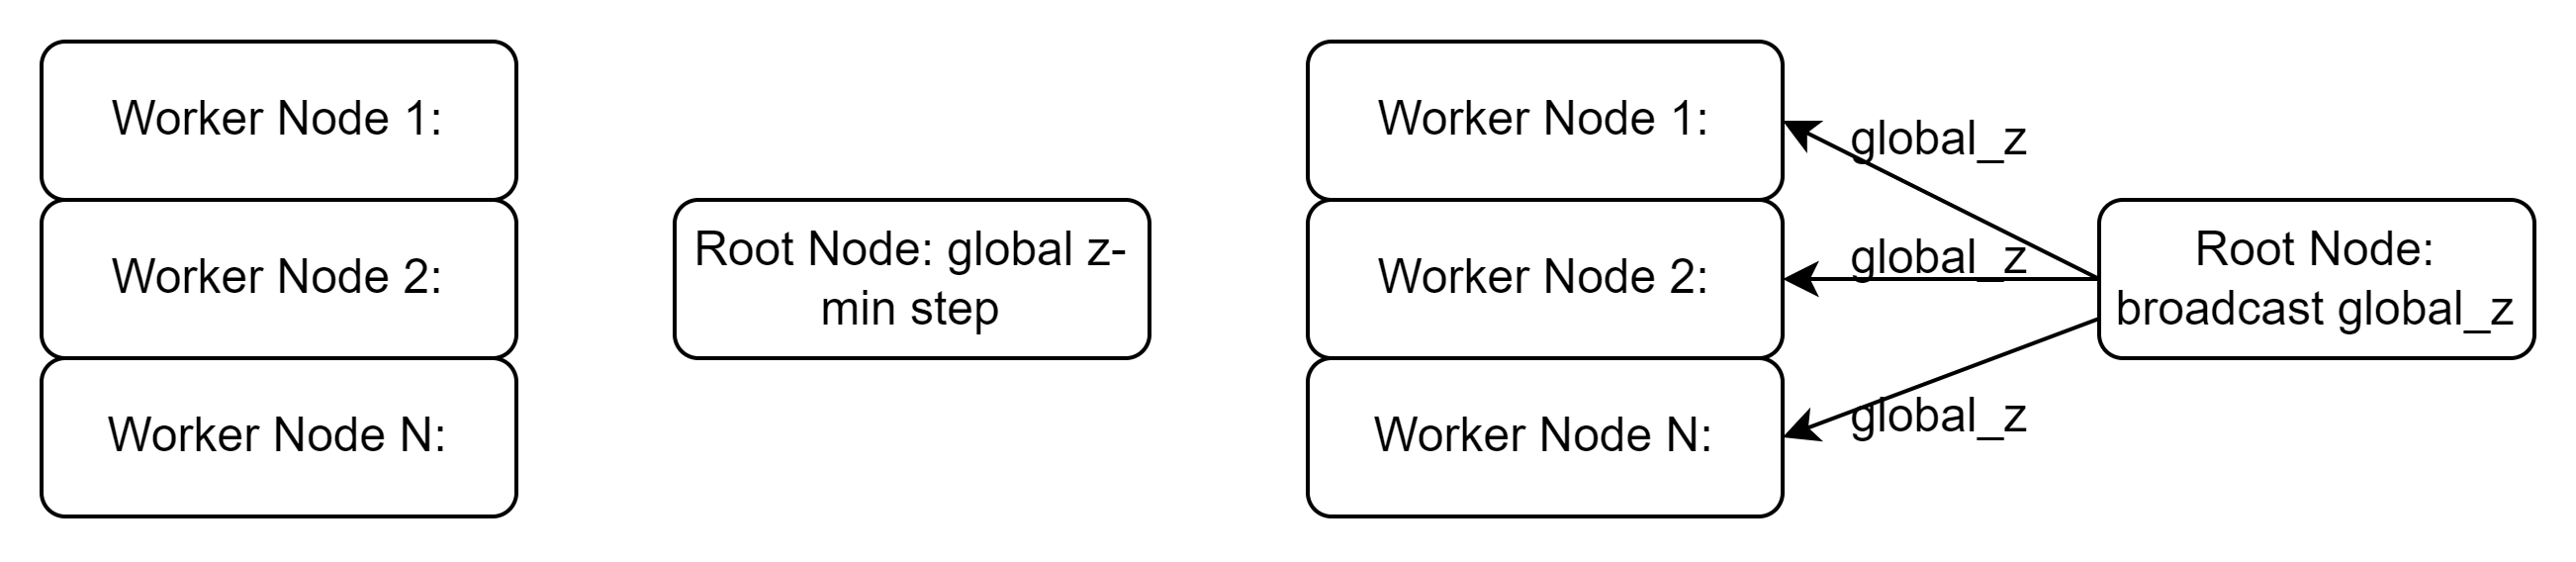 Worker Node 1:
Worker Node 2:
Worker Node N:
Root Node: global z-
min step
Worker Node 1:
Worker Node 2:
Worker Node N:
global_z
global_z
global_z
Root Node:
broadcast global_z